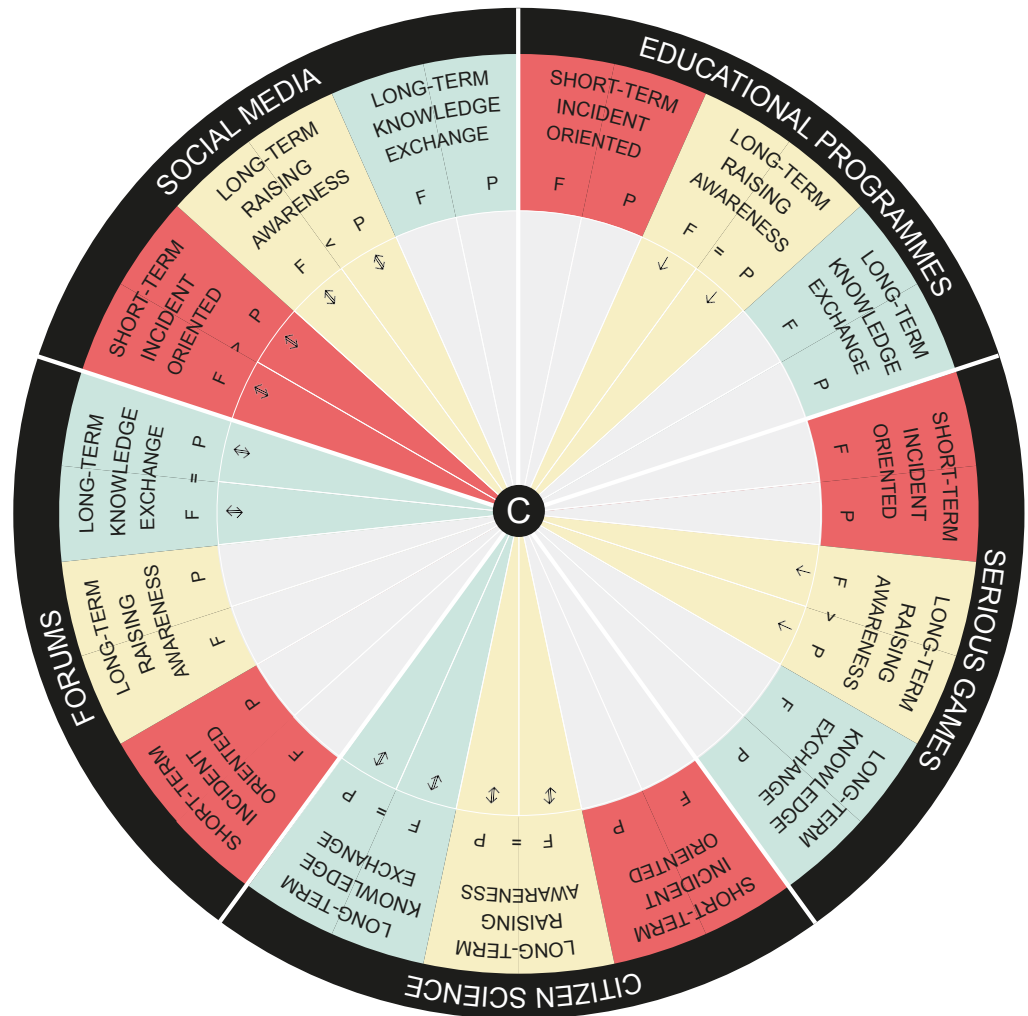 EDUCATIONAL PROGRAMMES
SHORT-TERM
INCIDENT
ORIENTED
F P
LONG-TERM
RAISING
AWARENESS
F = P
LONG-TERM
KNOWLEDGE
EXCHANGE
F P
SERIOUS GAMES
SHORT-TERM
INCIDENT
ORIENTED
F P
LONG-TERM
RAISING
AWARENESS
F > P
LONG-TERM
KNOWLEDGE
EXCHANGE
F P
CITIZEN SCIENCE
SHORT-TERM
INCIDENT
ORIENTED
F P
LONG-TERM
RAISING
AWARENESS
F = P
LONG-TERM
KNOWLEDGE
EXCHANGE
F = P
FORUMS
SHORT-TERM
INCIDENT
ORIENTED
F P
LONG-TERM
RAISING
AWARENESS
F P
LONG-TERM
KNOWLEDGE
EXCHANGE
F = P
SOCIAL MEDIA
SHORT-TERM
INCIDENT
ORIENTED
F > P
LONG-TERM
RAISING
AWARENESS
F < P
LONG-TERM
KNOWLEDGE
EXCHANGE
F P
C